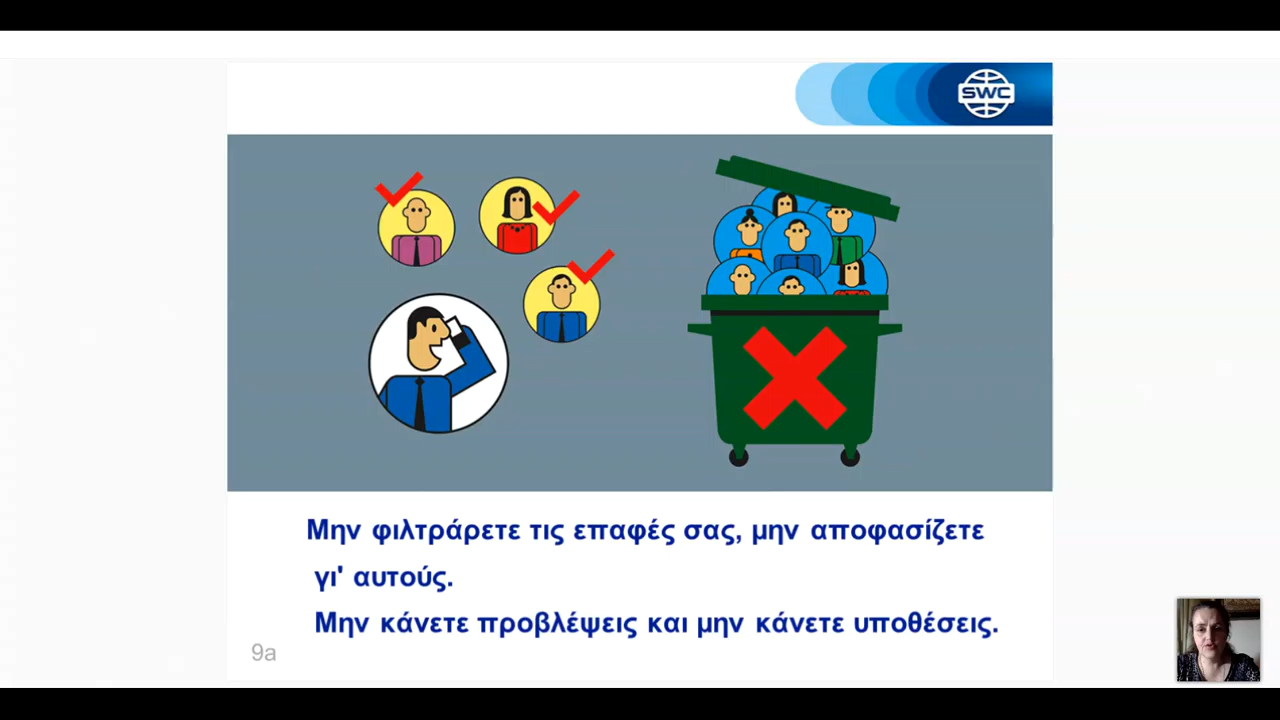 SWC
Μην φιλτράρετε τις επαφές σας, μην αποφασίζετε
γι' αυτούς.
Μην κάνετε προβλέψεις και μην κάνετε υποθέσεις.
9a